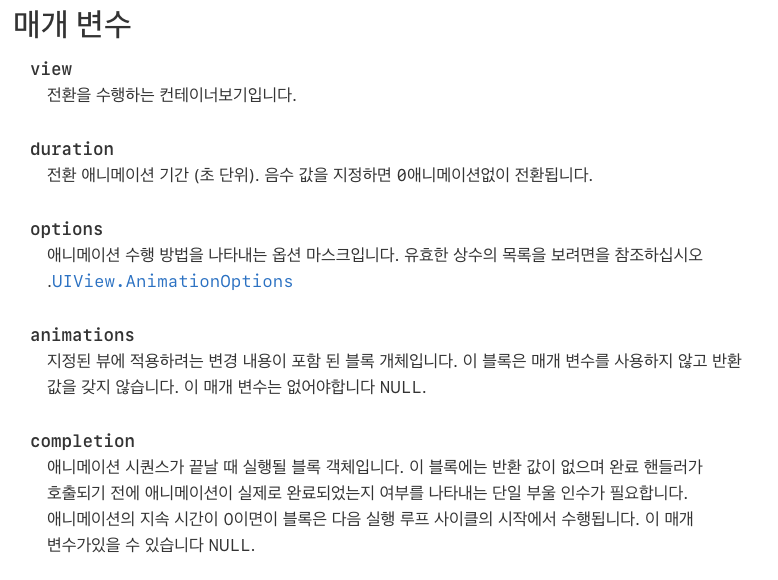 매개 변수
view
전환을 수행하는 컨테이너보기입니다.
duration
전환 애니메이션 기간 (초 단위). 음수 값을 지정하면 0애니메이션없이 전환됩니다.
options
애니메이션 수행 방법을 나타내는 옵션 마스크입니다. 유효한 상수의 목록을 보려면을 참조하십시오
.UIView.AnimationOptions
animations
지정된 뷰에 적용하려는 변경 내용이 포함 된 블록 개체입니다. 이 블록은 매개 변수를 사용하지 않고 반환
값을 갖지 않습니다. 이 매개 변수는 없어야합니다 NULL.
completion
애니메이션 시퀀스가 끝날 때 실행될 블록 객체입니다. 이 블록에는 반환 값이 없으며 완료 핸들러가
호출되기 전에 애니메이션이 실제로 완료되었는지 여부를 나타내는 단일 부울 인수가 필요합니다.
애니메이션의 지속 시간이 0이면이 블록은 다음 실행 루프 사이클의 시작에서 수행됩니다. 이 매개
변수가있을 수 있습니다 NULL.